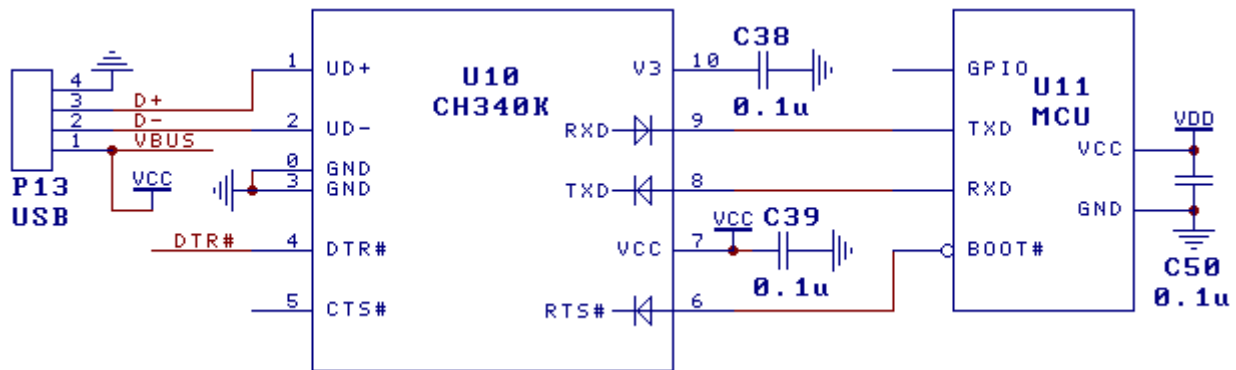 4
3
2
1
D+
D-
VBUS
VCC
P13
USB
DTR#
1
2
0
3
4
5
UD+
UD-
GND
GND
DTR#
CTS#
U10
CH340K
V3
RXD
TXD
VCC
RTS#
10
9
8
7
6
C38
0.1u
VCC
C39
0.1u
GPIO
TXD
RXD
BOOT#
U11
MCU
VCC
GND
VDD
C50
0.1u